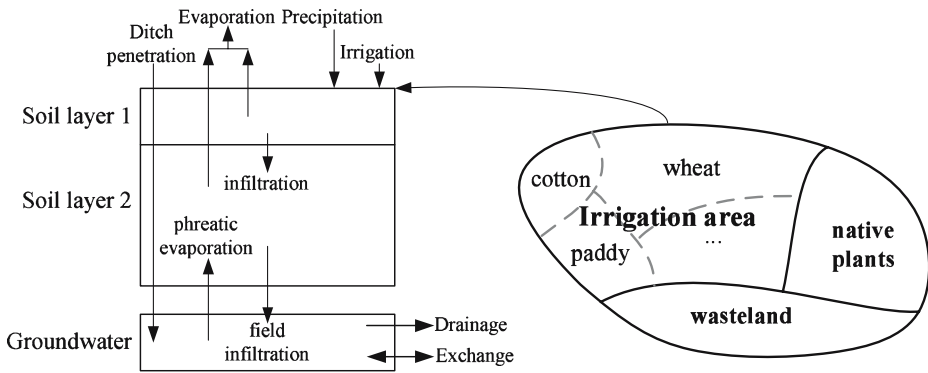 Evaporation
Precipitation
Ditch
penetration
Irrigation
Soil layer 1
infiltration
Soil layer 2
phreatic
evaporation
Groundwater
field
infiltration
Drainage
Exchange
cotton
wheat
Irrigation area
...
paddy
native
plants
wasteland